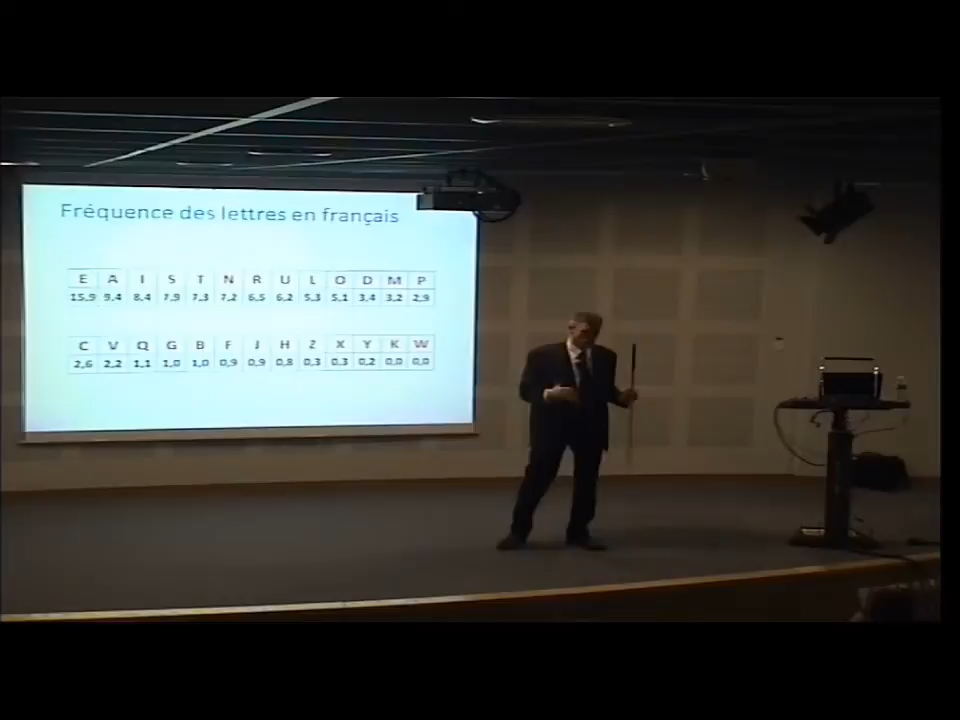 Fréquence des lettres en français
E A I S T N R U L O D M P
15,9 9,4 8,4 7,9 7,3 7,2 6,5 6,2 5,3 5,1 3,4 3,2 2,9
C V Q G B F J H Z X Y K W
2,6 2,2 1,1 1,0 1,0 0,9 0,9 0,8 0,3 0,3 0,2 0,0 0,0